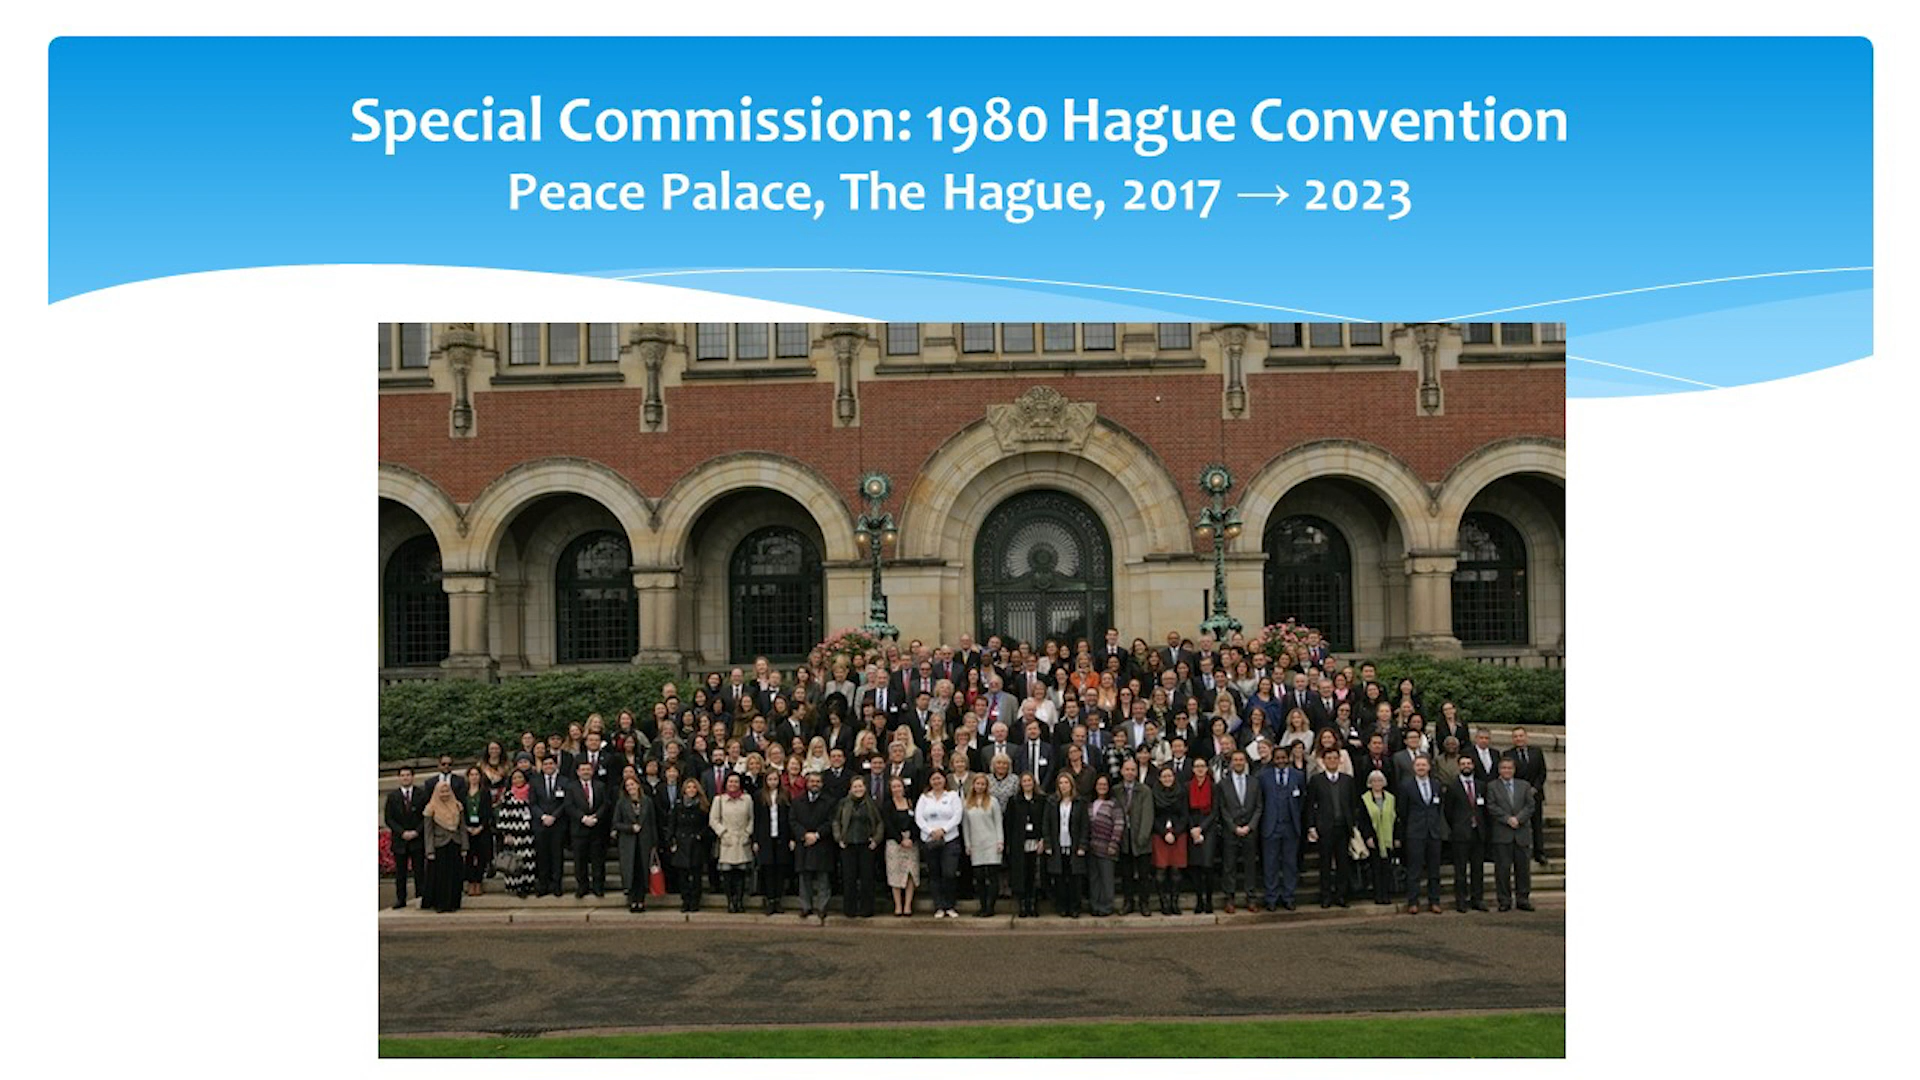 Special Commission: 1980 Hague Convention
Peace Palace, The Hague, 2017 → 2023